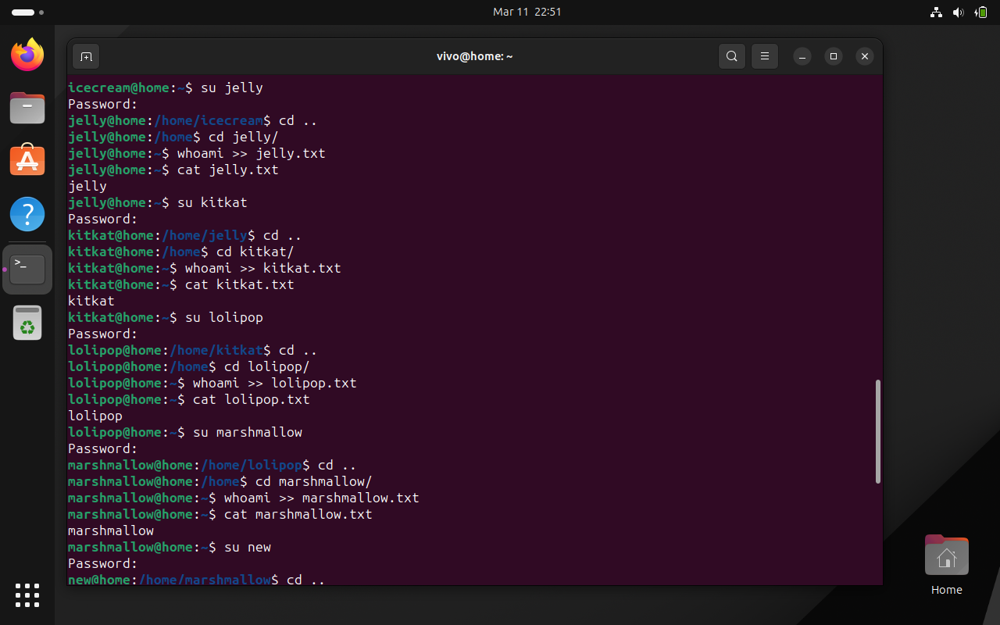 Mar 11 22:51
vivo@home: ~
icecream@home:~$ su jelly
Password:
jelly@home:/home/icecream$ cd ..
jelly@home:/home$ cd jelly/
jelly@home:~$ whoami >> jelly.txt
jelly@home:~$ cat jelly.txt
jelly
jelly@home:~$ su kitkat
Password:
kitkat@home:/home/jelly$ cd ..
kitkat@home:/home$ cd kitkat/
kitkat@home:~$ whoami >> kitkat.txt
kitkat@home:~$ cat kitkat.txt
kitkat
kitkat@home:~$ su lolipop
Password:
lolipop@home:/home/kitkat$ cd ..
lolipop@home:/home$ cd lolipop/
lolipop@home:~$ whoami >> lolipop.txt
lolipop@home:~$ cat lolipop.txt
lolipop
lolipop@home:~$ su marshmallow
Password:
marshmallow@home:/home/lolipop$ cd ..
marshmallow@home:/home$ cd marshmallow/
marshmallow@home:~$ whoami >> marshmallow.txt
marshmallow@home:~$ cat marshmallow.txt
marshmallow
marshmallow@home:~$ su new
Password:
new@home:/home/marshmallow$ cd ..
Home